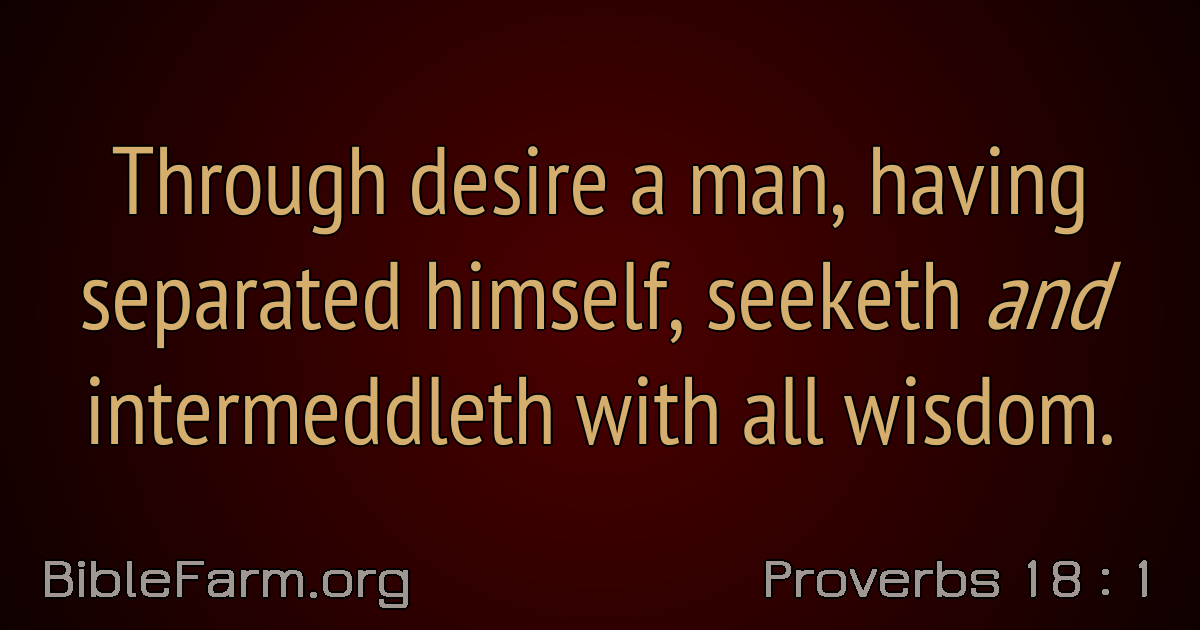 Through desire a man, having
separated himself, seeketh and
intermeddleth with all wisdom.
BibleFarm.org
Proverbs 18 : 1